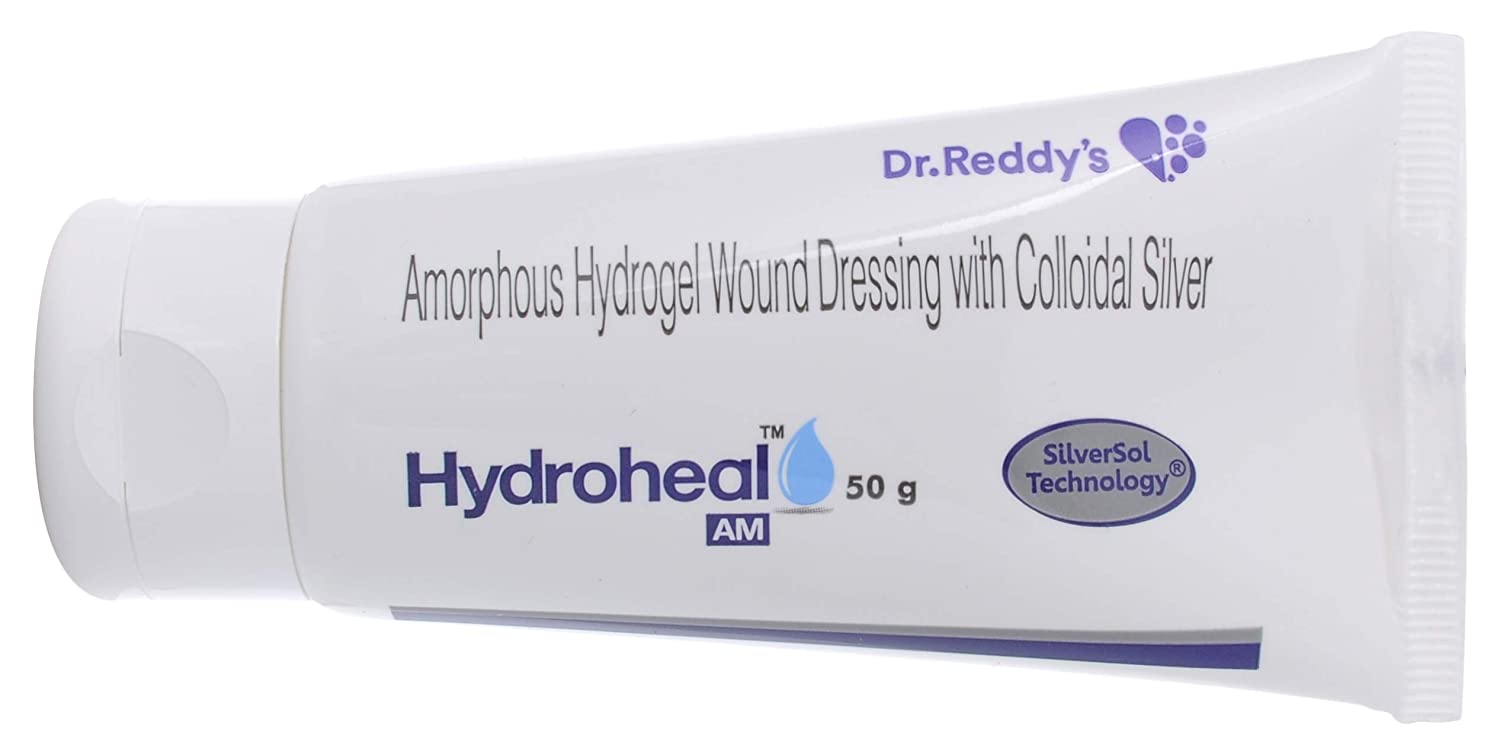 Dr.Reddy's
Amorphous Hydrogel Wound Dressing with Colloidal Silver
Hydroheal™ 50 g
AM
SilverSol
Technology®